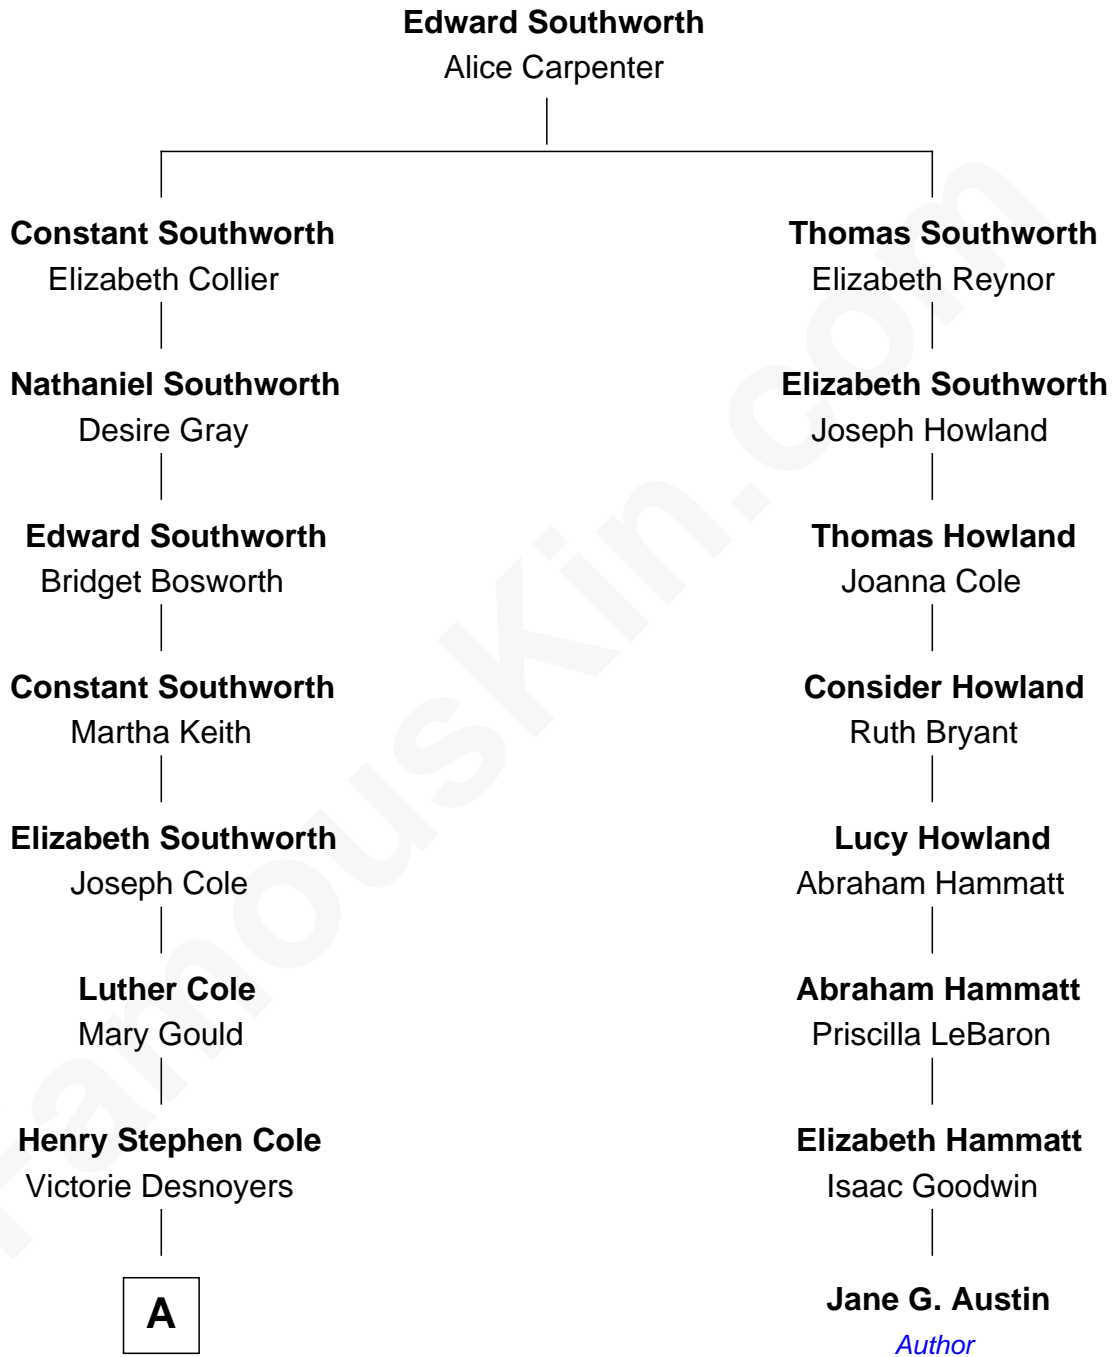 Edward Southworth
Alice Carpenter
Constant Southworth
Elizabeth Collier
Thomas Southworth
Elizabeth Reynor
Nathaniel Southworth
Desire Gray
Elizabeth Southworth
Joseph Howland
Edward Southworth
Bridget Bosworth
Thomas Howland
Joanna Cole
Constant Southworth
Martha Keith
Consider Howland
Ruth Bryant
Elizabeth Southworth
Joseph Cole
Lucy Howland
Abraham Hammatt
Luther Cole
Mary Gould
Abraham Hammatt
Priscilla LeBaron
Henry Stephen Cole
Victorie Desnoyers
Elizabeth Hammatt
Isaac Goodwin
A
Jane G. Austin
Author
FamousKin.com